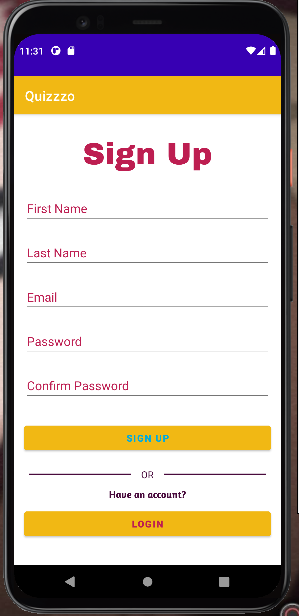 11:31
Quizzzo
Sign Up
First Name
Last Name
Email
Password
Confirm Password
SIGN UP
OR
Have an account?
LOGIN